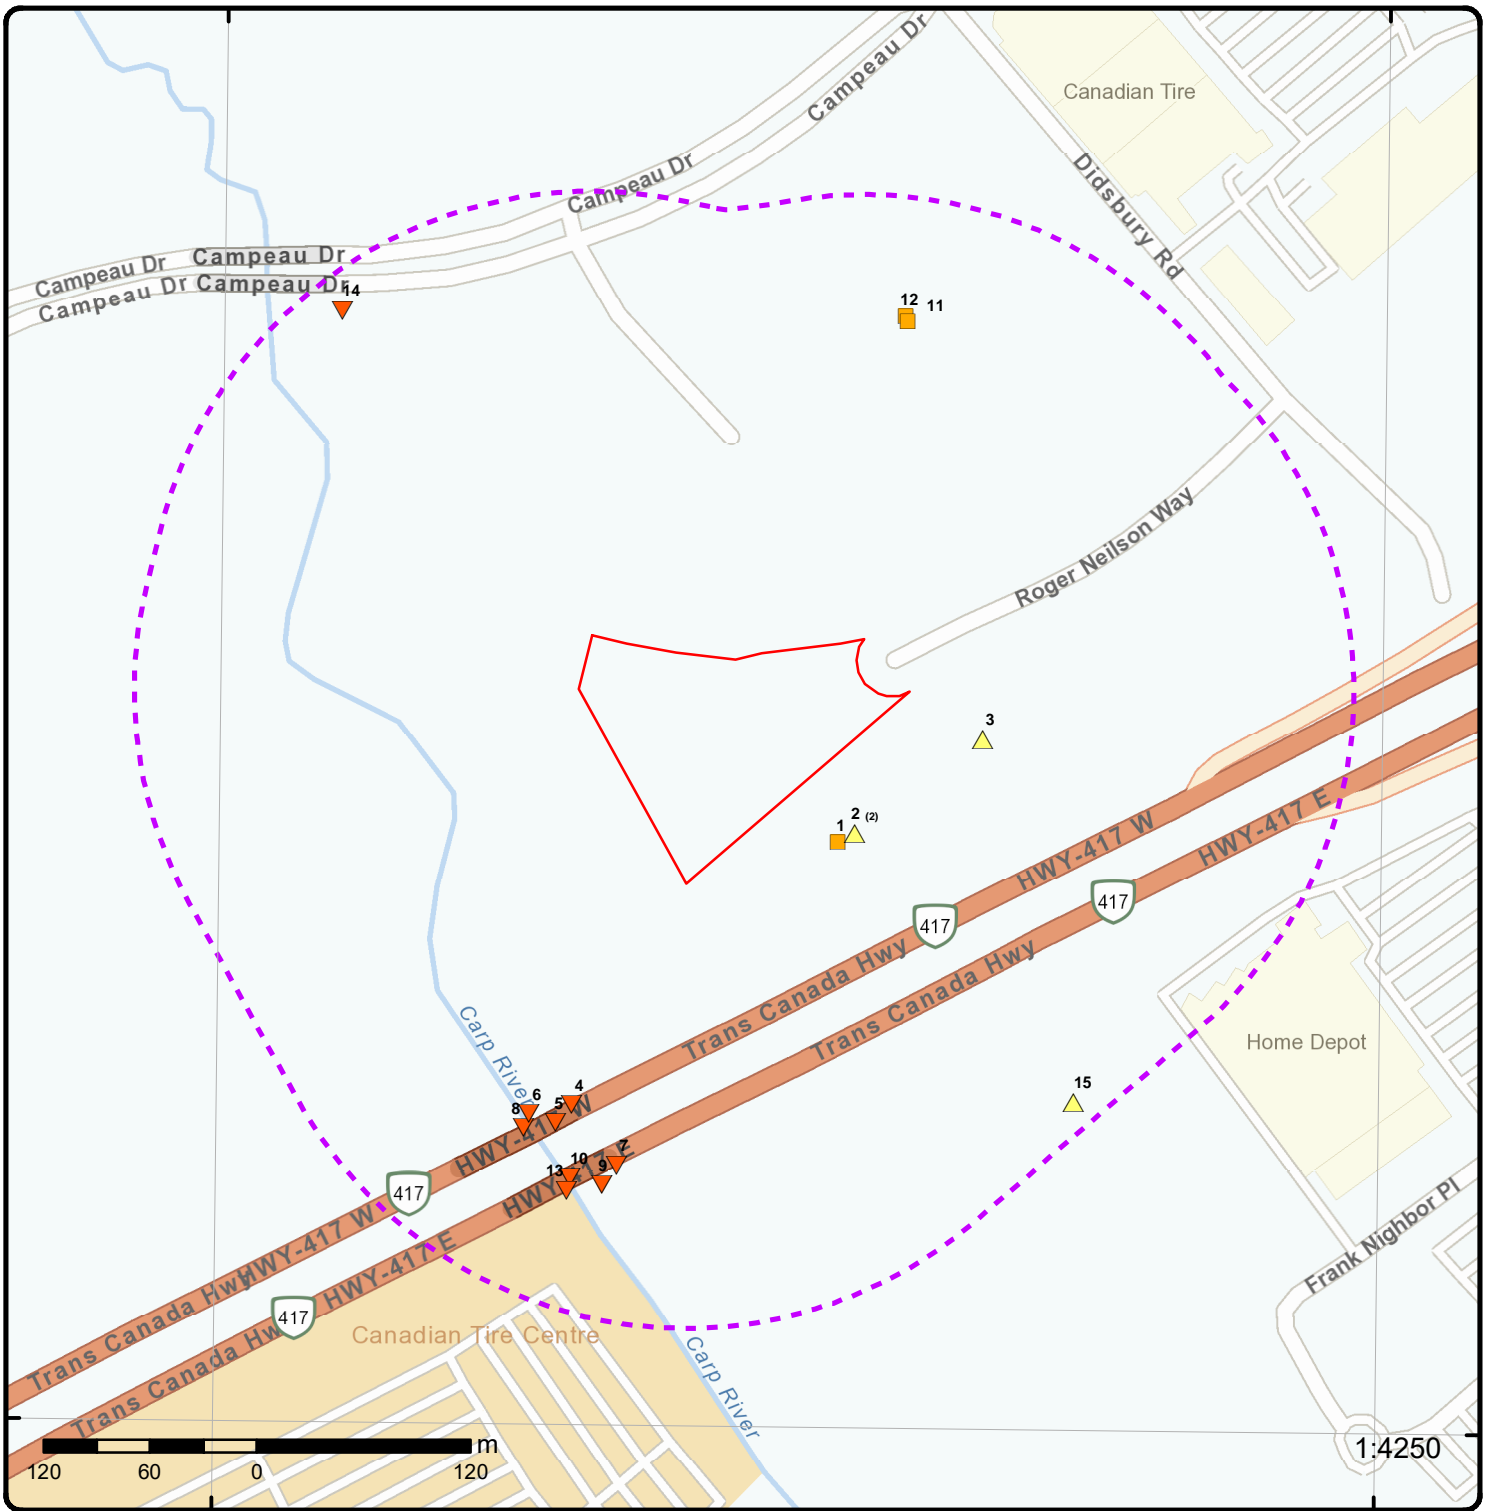 Campeau Dr
Canadian Tire
Campeau Dr
Didsbury Rd
Campeau Dr
Campeau Dr
Campeau Dr
Campeau Dr
14
12
11
Roger Neilson Way
3
2 (2)
1
HWY-417 E
HWY-417 W
417
417
Trans Canada Hwy
Trans Canada Hwy
Carp River
Home Depot
15
4
6
5
8
HWY-417 W
7
10
9
13
HWY-417 E
417
HWY-417 W
HWY-417 E
Frank Nighbor Pl
Trans Canada Hwy
417
Canadian Tire Centre
Trans Canada Hwy
Carp River
m
1:4250
120
60
0
120